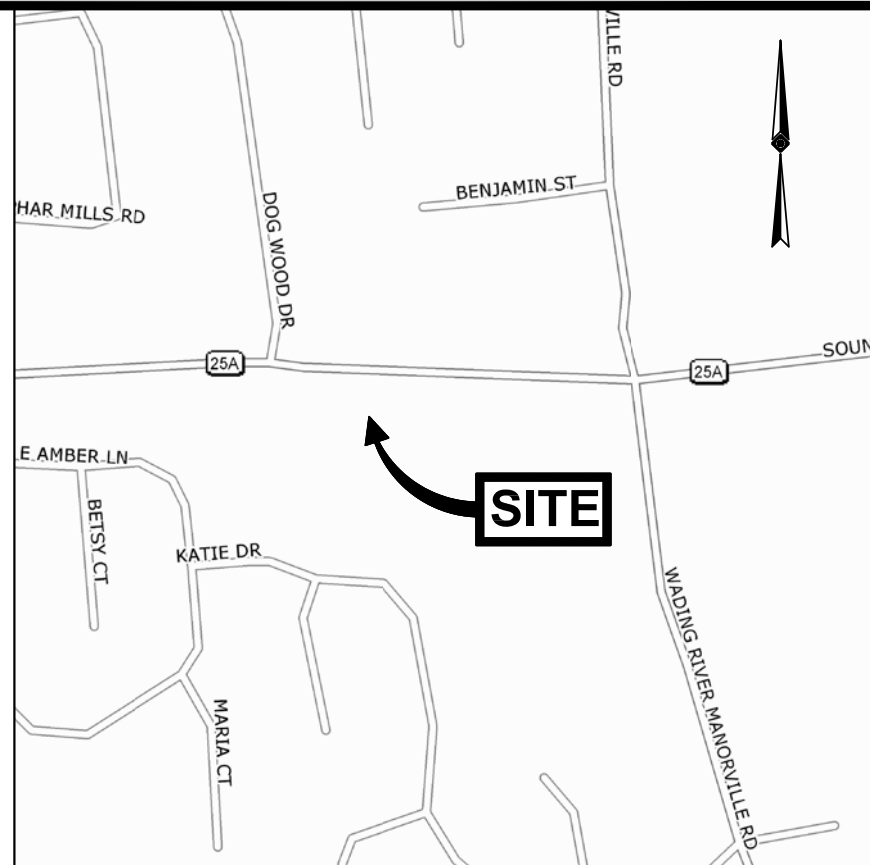 VILLE RD
BENJAMIN ST
HAR MILLS RD
DOG WOOD DR
25A
25A
SOUN
E AMBER LN
SITE
BETSY CT
KATIE DR
WADING RIVER MANORVILLE RD
MARIA CT